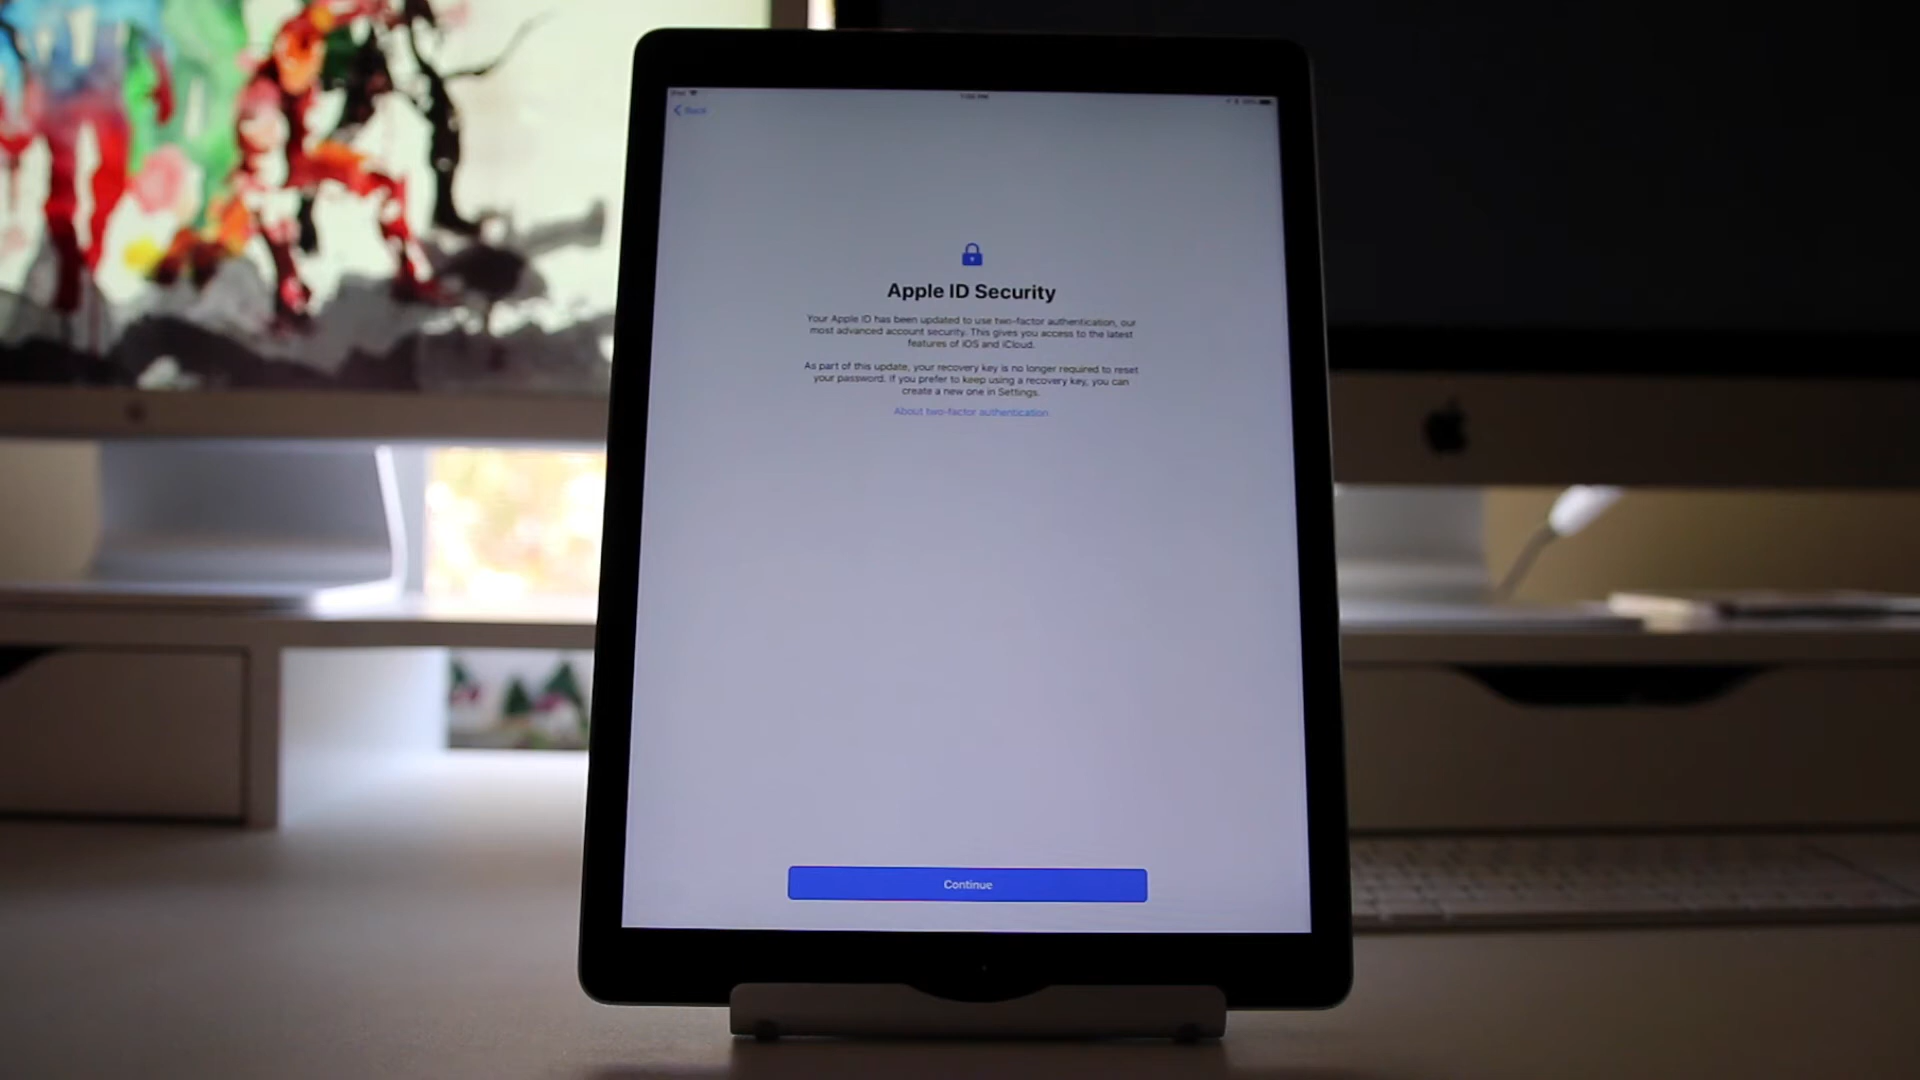 Back
Apple ID Security
Your Apple ID has been updated to use two-factor authentication, our
most advanced account security. This gives you access to the latest
features of iOS and iCloud.
As part of this update, your recovery key is no longer required to reset
your password. If you prefer to keep using a recovery key, you can
create a new one in Settings.
About two-factor authentication
Continue